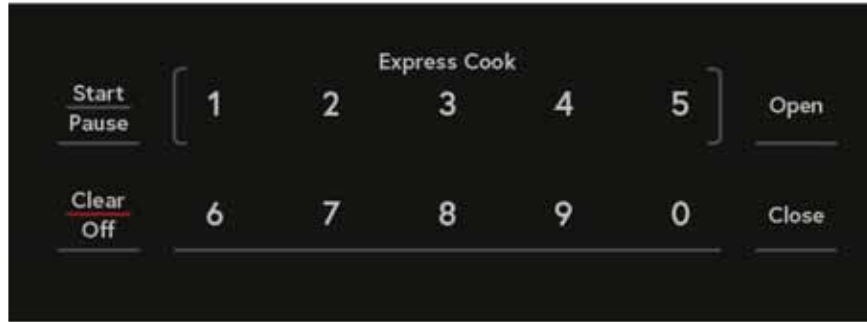 Express Cook
Start
Pause
1 2 3 4 5
Open
Clear
Off
6 7 8 9 0
Close